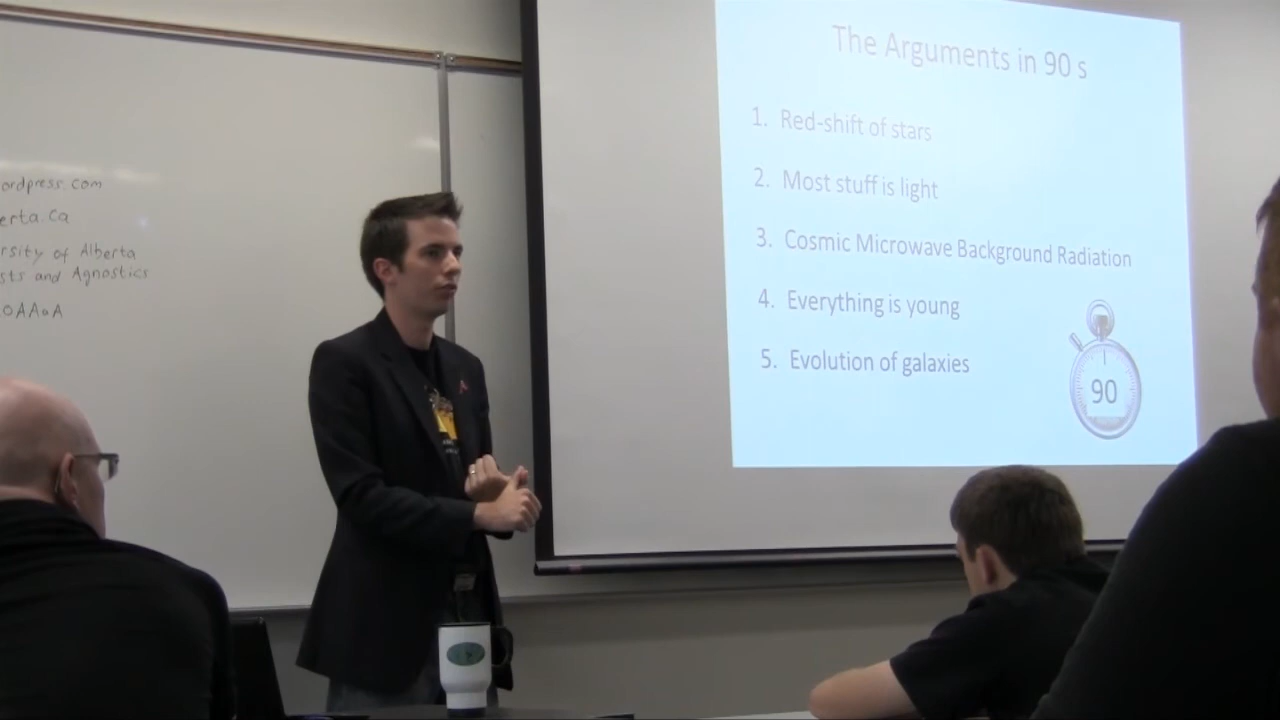 ordpress.com
erta.ca
rsity of Alberta
sts and Agnostics
OAAoA
The Arguments in 90 s
1. Red-shift of stars
2. Most stuff is light
3. Cosmic Microwave Background Radiation
4. Everything is young
5. Evolution of galaxies
90